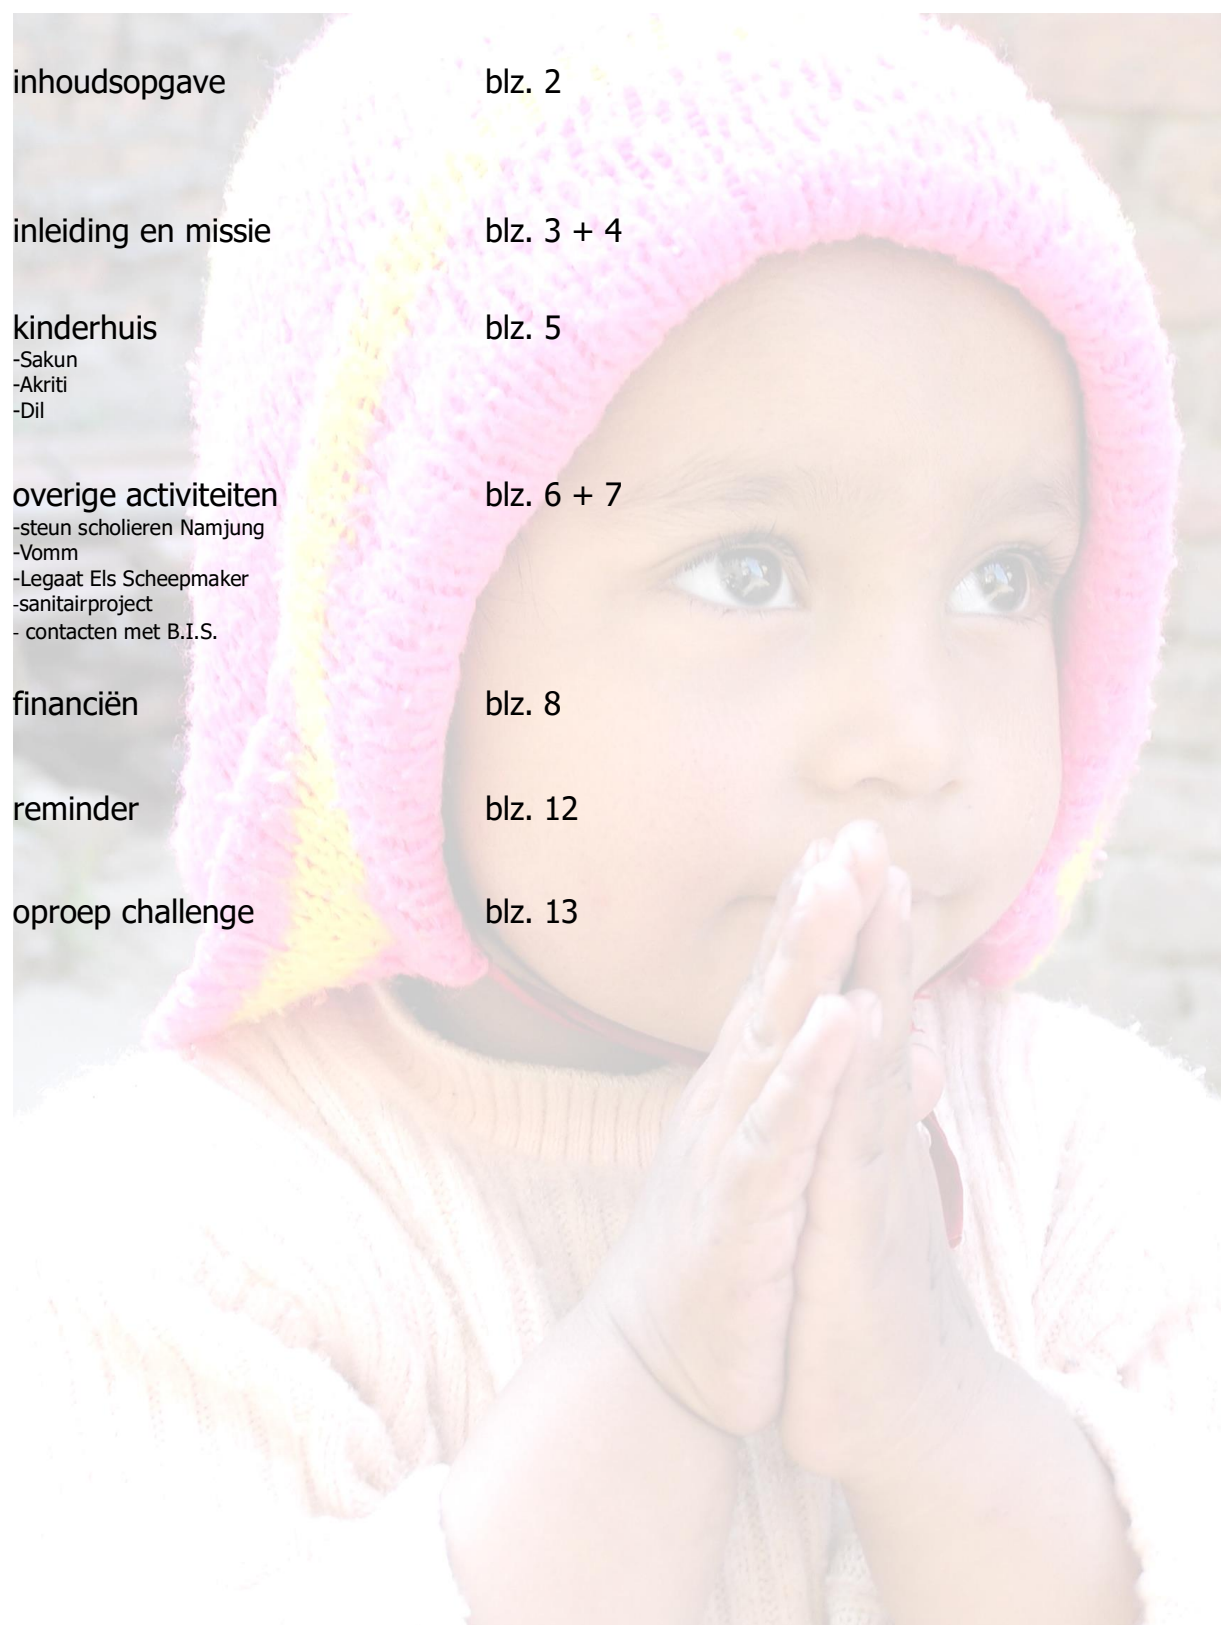 inhoudsopgave blz. 2
inleiding en missie blz. 3 + 4
kinderhuis blz. 5
-Sakun
-Akriti
-Dil
overige activiteiten blz. 6 + 7
-steun scholieren Namjung
-Vomm
-Legaat Els Scheepmaker
-sanitairproject
- contacten met B.I.S.
financiën blz. 8
reminder blz. 12
oproep challenge blz. 13